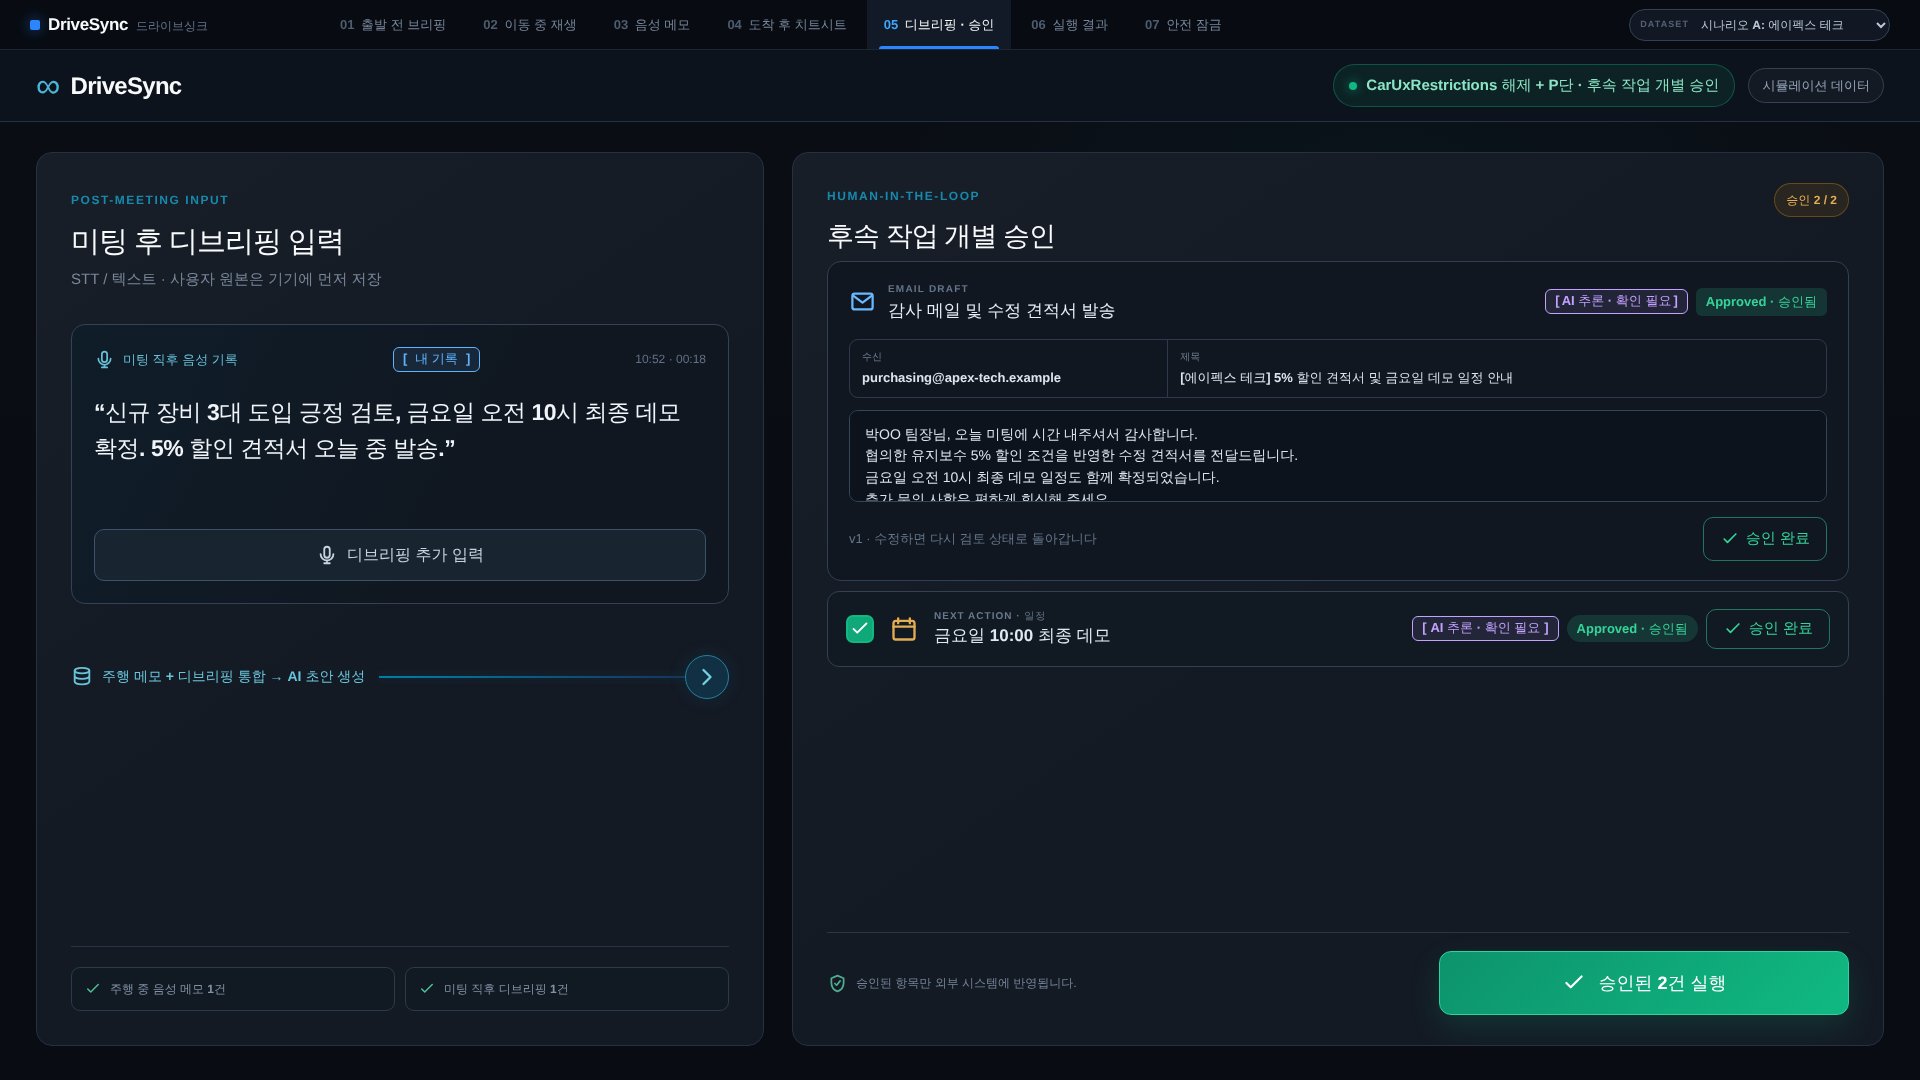 DriveSync 드라이브싱크
01 출발 전 브리핑
02 이동 중 재생
03 음성 메모
04 도착 후 치트시트
05 디브리핑 · 승인
06 실행 결과
07 안전 잠금
DATASET 시나리오 A: 에이펙스 테크
∞ DriveSync
CarUxRestrictions 해제 + P단 · 후속 작업 개별 승인
시뮬레이션 데이터
POST-MEETING INPUT
미팅 후 디브리핑 입력
STT / 텍스트 · 사용자 원본은 기기에 먼저 저장
미팅 직후 음성 기록
[ 내 기록 ]
10:52 · 00:18
“신규 장비 3대 도입 긍정 검토, 금요일 오전 10시 최종 데모
확정. 5% 할인 견적서 오늘 중 발송.”
디브리핑 추가 입력
주행 메모 + 디브리핑 통합 → AI 초안 생성
주행 중 음성 메모 1건
미팅 직후 디브리핑 1건
HUMAN-IN-THE-LOOP
승인 2 / 2
후속 작업 개별 승인
EMAIL DRAFT
감사 메일 및 수정 견적서 발송
[ AI 추론 · 확인 필요 ]
Approved · 승인됨
수신
purchasing@apex-tech.example
제목
[에이펙스 테크] 5% 할인 견적서 및 금요일 데모 일정 안내
박OO 팀장님, 오늘 미팅에 시간 내주셔서 감사합니다.
협의한 유지보수 5% 할인 조건을 반영한 수정 견적서를 전달드립니다.
금요일 오전 10시 최종 데모 일정도 함께 확정되었습니다.
추가 문의 사항은 편하게 회신해 주세요.
v1 · 수정하면 다시 검토 상태로 돌아갑니다
승인 완료
NEXT ACTION · 일정
금요일 10:00 최종 데모
[ AI 추론 · 확인 필요 ]
Approved · 승인됨
승인 완료
승인된 항목만 외부 시스템에 반영됩니다.
승인된 2건 실행